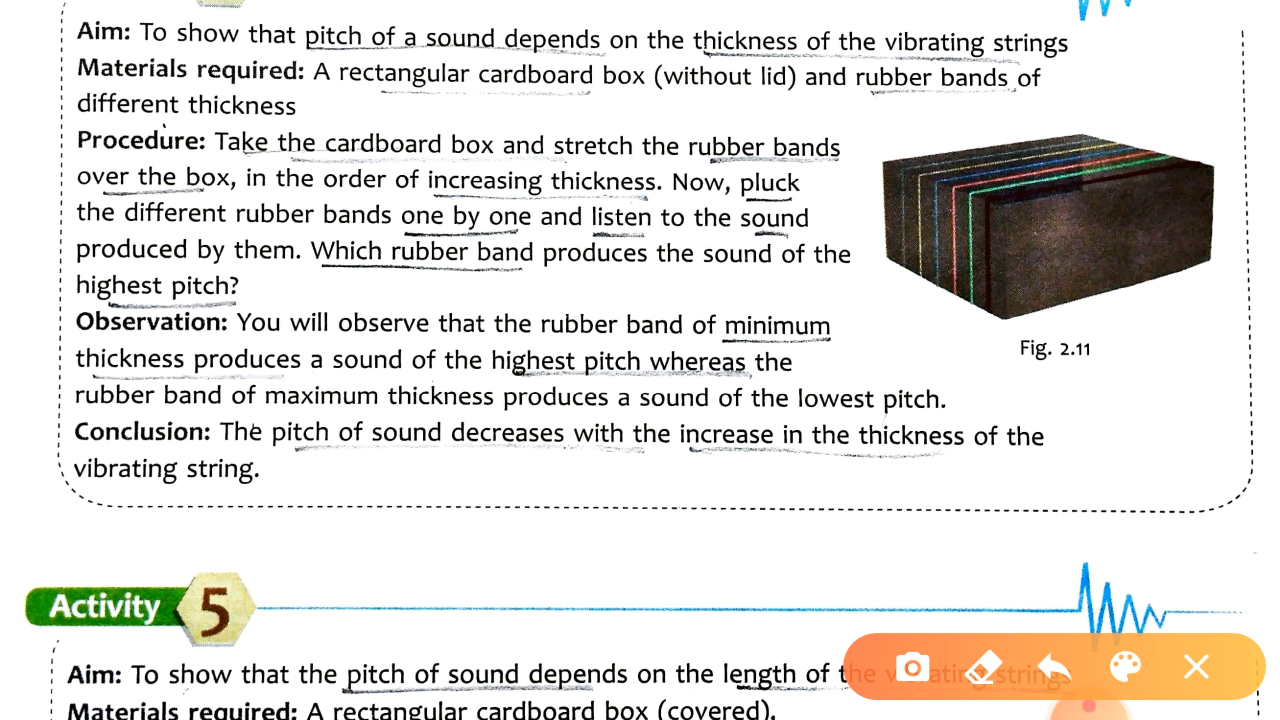 Aim: To show that pitch of a sound depends on the thickness of the vibrating strings
Materials required: A rectangular cardboard box (without lid) and rubber bands of
different thickness
Procedure: Take the cardboard box and stretch the rubber bands
over the box, in the order of increasing thickness. Now, pluck
the different rubber bands one by one and listen to the sound
produced by them. Which rubber band produces the sound of the
highest pitch?
Observation: You will observe that the rubber band of minimum
thickness produces a sound of the highest pitch whereas the
rubber band of maximum thickness produces a sound of the lowest pitch.
Fig. 2.11
Conclusion: The pitch of sound decreases with the increase in the thickness of the
vibrating string.
Activity 5
Aim: To show that the pitch of sound depends on the length of the vibrating strings
Materials required: A rectangular cardboard box (covered).